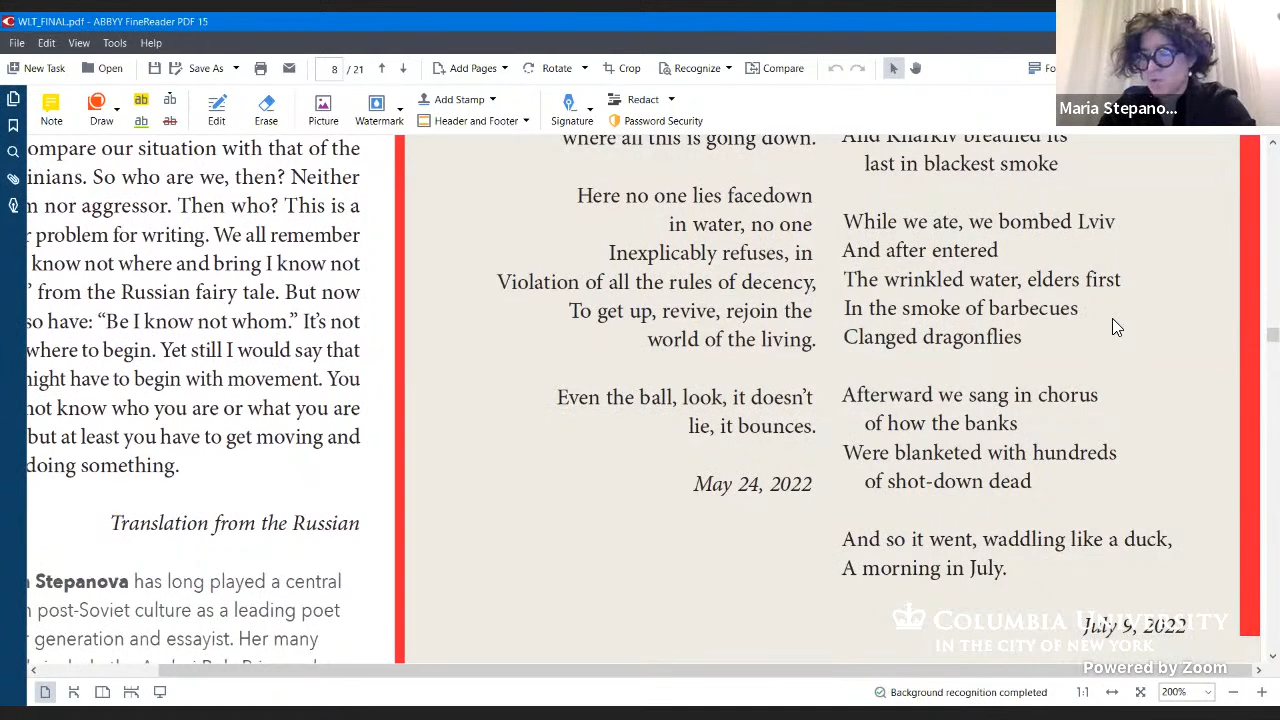 WLT_FINAL.pdf - ABBYY FineReader PDF 15
File Edit View Tools Help
New Task Open Save As 8 / 21 Add Pages Rotate Crop Recognize Compare
Note Draw Edit Erase Picture Watermark Add Stamp Header and Footer Signature Redact Password Security
Maria Stepano...
ompare our situation with that of the
inians. So who are we, then? Neither
nor aggressor. Then who? This is a
r problem for writing. We all remember
know not where and bring I know not
from the Russian fairy tale. But now
so have: “Be I know not whom.” It’s not
where to begin. Yet still I would say that
might have to begin with movement. You
not know who you are or what you are
but at least you have to get moving and
doing something.
Translation from the Russian
Stepanova has long played a central
post-Soviet culture as a leading poet
r generation and essayist. Her many
where all this is going down.
Here no one lies facedown
in water, no one
Inexplicably refuses, in
Violation of all the rules of decency,
To get up, revive, rejoin the
world of the living.
Even the ball, look, it doesn’t
lie, it bounces.
May 24, 2022
And Kharkiv breathed its
last in blackest smoke
While we ate, we bombed Lviv
And after entered
The wrinkled water, elders first
In the smoke of barbecues
Clanged dragonflies
Afterward we sang in chorus
of how the banks
Were blanketed with hundreds
of shot-down dead
And so it went, waddling like a duck,
A morning in July.
July 9, 2022
COLUMBIA UNIVERSITY
IN THE CITY OF NEW YORK
Powered by Zoom
Background recognition completed 1:1 200%